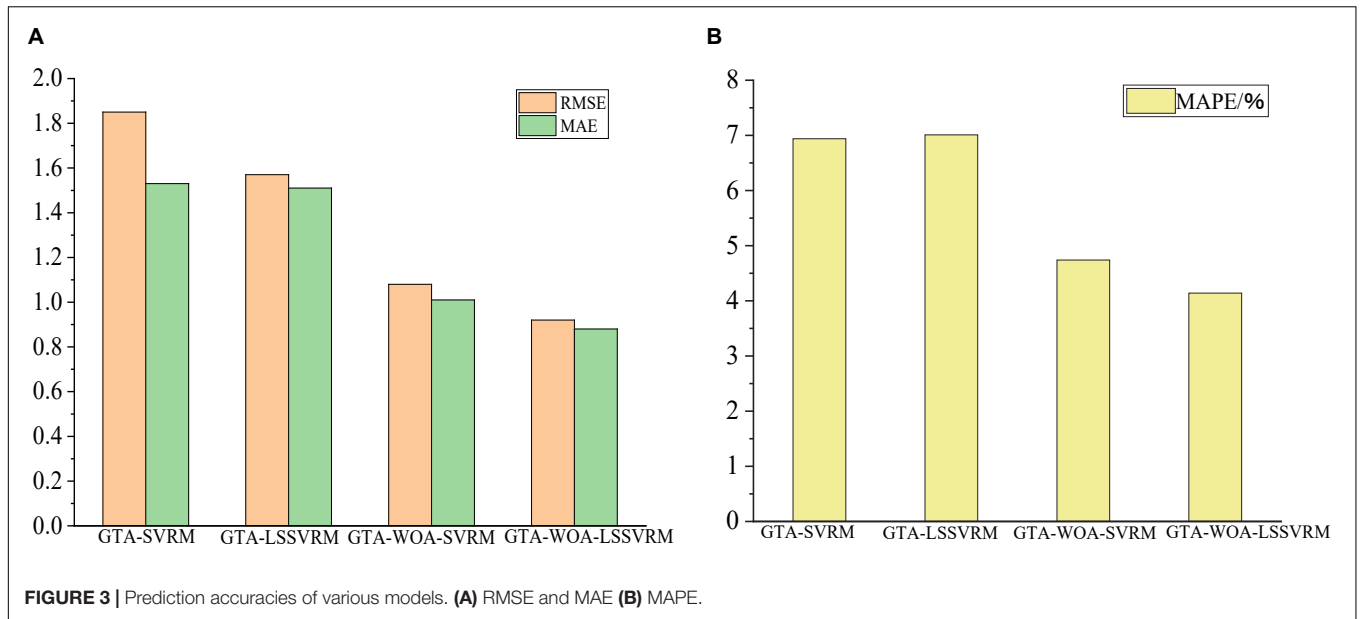 A
2.0
1.8
1.6
1.4
1.2
1.0
0.8
0.6
0.4
0.2
0.0
RMSE
MAE
GTA-SVRM GTA-LSSVRM GTA-WOA-SVRM GTA-WOA-LSSVRM
B
8
7
6
5
4
3
2
1
0
MAPE/%
GTA-SVRM GTA-LSSVRM GTA-WOA-SVRM GTA-WOA-LSSVRM
FIGURE 3 | Prediction accuracies of various models. (A) RMSE and MAE (B) MAPE.